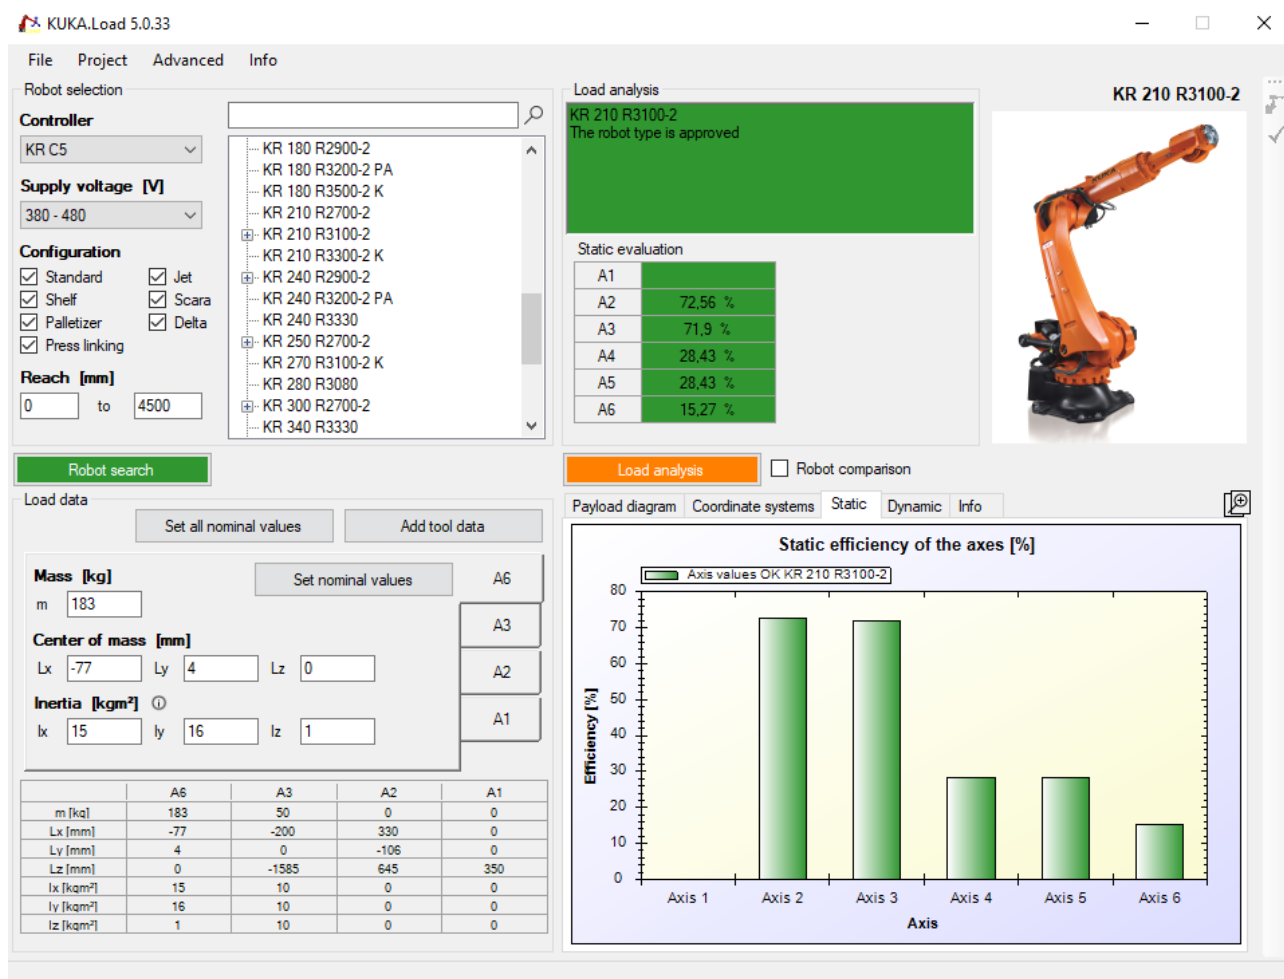 KUKA.Load 5.0.33
File Project Advanced Info
Robot selection
Controller
KR C5
Supply voltage [V]
380 - 480
Configuration
Standard Jet
Shelf Scara
Palletizer Delta
Press linking
Reach [mm]
0 to 4500
KR 180 R2900-2
KR 180 R3200-2 PA
KR 180 R3500-2 K
KR 210 R2700-2
KR 210 R3100-2
KR 210 R3300-2 K
KR 240 R2900-2
KR 240 R3200-2 PA
KR 240 R3330
KR 250 R2700-2
KR 270 R3100-2 K
KR 280 R3080
KR 300 R2700-2
KR 340 R3330
Robot search
Load analysis
KR 210 R3100-2
The robot type is approved
Static evaluation
A1
A2 72,56 %
A3 71,9 %
A4 28,43 %
A5 28,43 %
A6 15,27 %
KR 210 R3100-2
KUKA
Load analysis Robot comparison
Load data
Set all nominal values Add tool data
Mass [kg] Set nominal values
m 183
Center of mass [mm]
Lx -77 Ly 4 Lz 0
Inertia [kgm²]
Ix 15 Iy 16 Iz 1
A6
A3
A2
A1
A6 A3 A2 A1
m [kg] 183 50 0 0
Lx [mm] -77 -200 330 0
Ly [mm] 4 0 -106 0
Lz [mm] 0 -1585 645 350
Ix [kgm²] 15 10 0 0
Iy [kgm²] 16 10 0 0
Iz [kgm²] 1 10 0 0
Payload diagram Coordinate systems Static Dynamic Info
Static efficiency of the axes [%]
Axis values OK KR 210 R3100-2
Efficiency [%]
80
70
60
50
40
30
20
10
0
Axis 1 Axis 2 Axis 3 Axis 4 Axis 5 Axis 6
Axis